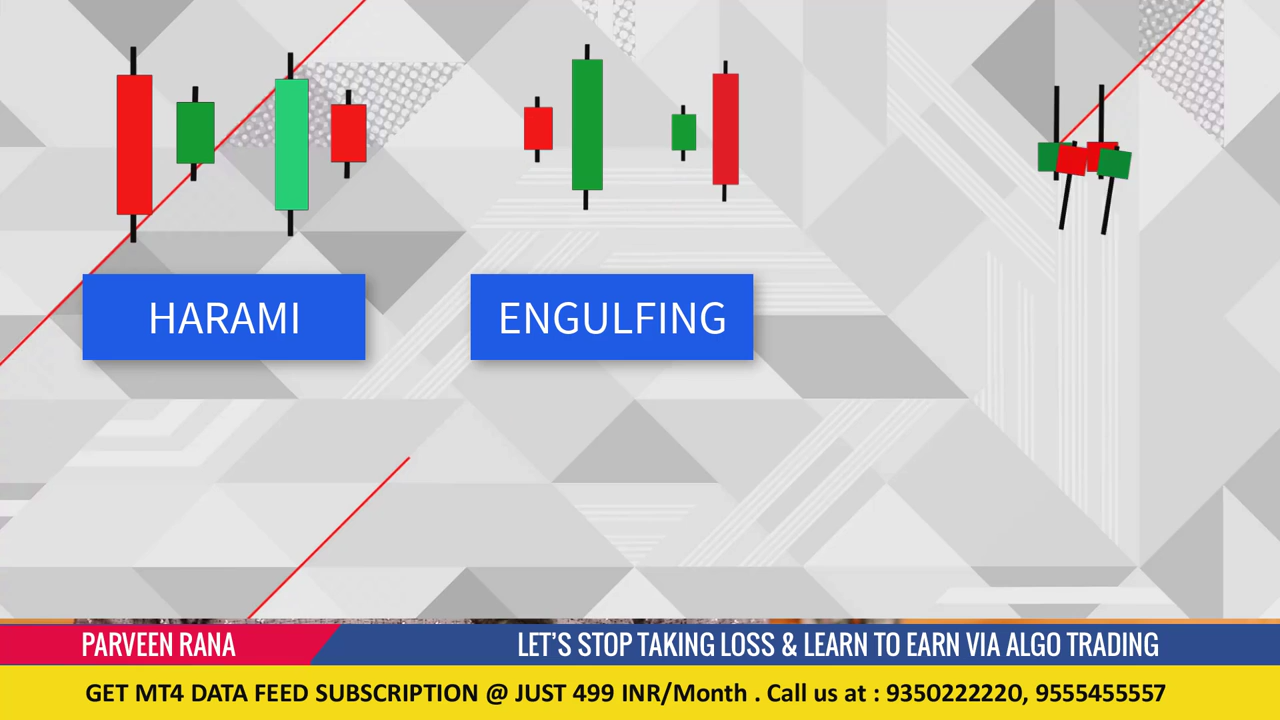 HARAMI
ENGULFING
PARVEEN RANA
LET'S STOP TAKING LOSS & LEARN TO EARN VIA ALGO TRADING
GET MT4 DATA FEED SUBSCRIPTION @ JUST 499 INR/Month . Call us at : 9350222220, 9555455557